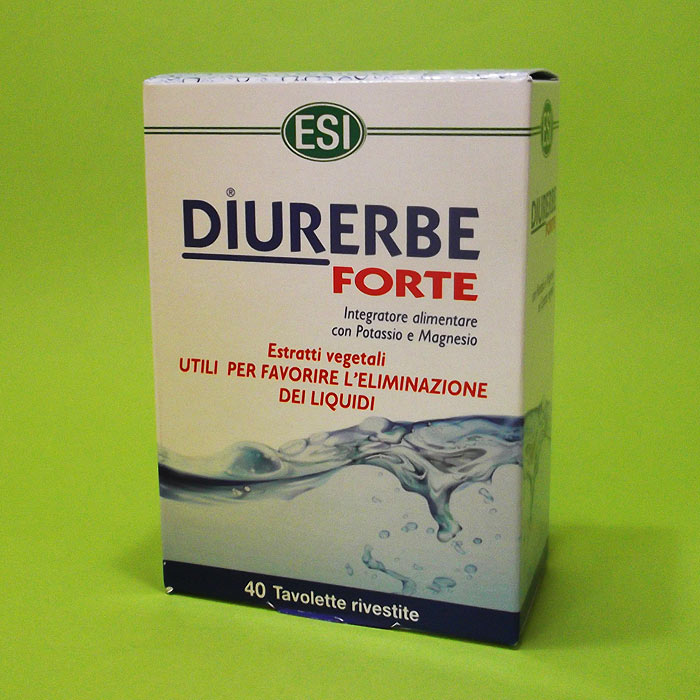 ESI
DIURERBE®
FORTE
Integratore alimentare
con Potassio e Magnesio
Estratti vegetali
UTILI PER FAVORIRE L'ELIMINAZIONE
DEI LIQUIDI
40 Tavolette rivestite